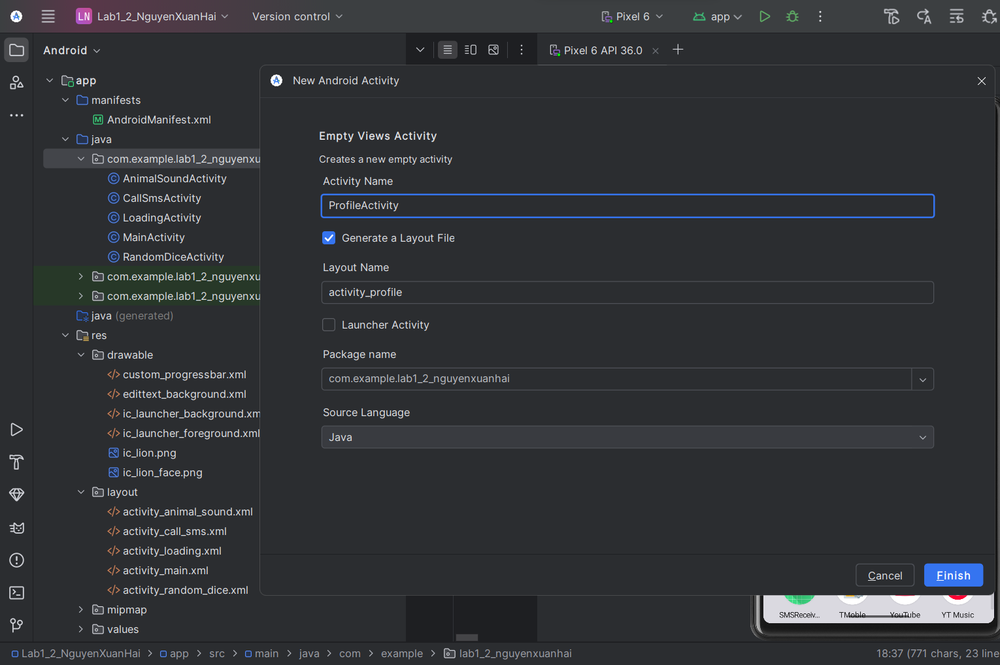 LN Lab1_2_NguyenXuanHai Version control Pixel 6 app
Android
Pixel 6 API 36.0
app
manifests
AndroidManifest.xml
java
com.example.lab1_2_nguyenxu
AnimalSoundActivity
CallSmsActivity
LoadingActivity
MainActivity
RandomDiceActivity
com.example.lab1_2_nguyenxu
com.example.lab1_2_nguyenxu
java (generated)
res
drawable
custom_progressbar.xml
edittext_background.xml
ic_launcher_background.xm
ic_launcher_foreground.xml
ic_lion.png
ic_lion_face.png
layout
activity_animal_sound.xml
activity_call_sms.xml
activity_loading.xml
activity_main.xml
activity_random_dice.xml
mipmap
values
New Android Activity
Empty Views Activity
Creates a new empty activity
Activity Name
ProfileActivity
Generate a Layout File
Layout Name
activity_profile
Launcher Activity
Package name
com.example.lab1_2_nguyenxuanhai
Source Language
Java
Cancel Finish
SMSReceiv... TMoble YouTube YT Music
Lab1_2_NguyenXuanHai > app > src > main > java > com > example > lab1_2_nguyenxuanhai 18:37 (771 chars, 23 line